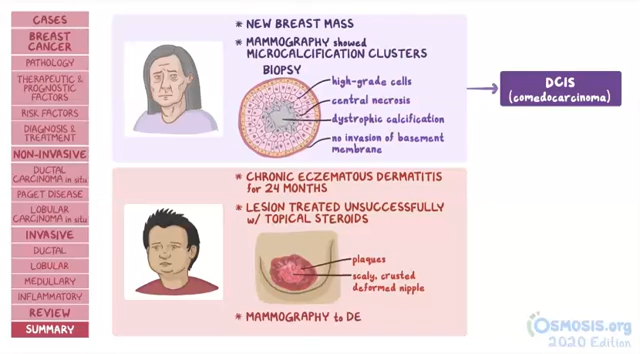 CASES
BREAST
CANCER
PATHOLOGY
THERAPEUTIC &
PROGNOSTIC
FACTORS
RISK FACTORS
DIAGNOSIS &
TREATMENT
NON-INVASIVE
DUCTAL
CARCINOMA in situ
PAGET DISEASE
LOBULAR
CARCINOMA in situ
INVASIVE
DUCTAL
LOBULAR
MEDULLARY
INFLAMMATORY
REVIEW
SUMMARY
* NEW BREAST MASS
* MAMMOGRAPHY showed
MICROCALCIFICATION CLUSTERS
BIOPSY
high-grade cells
central necrosis
dystrophic calcification
no invasion of basement
membrane
DCIS
(comedocarcinoma)
* CHRONIC ECZEMATOUS DERMATITIS
for 24 MONTHS
* LESION TREATED UNSUCCESSFULLY
w/ TOPICAL STEROIDS
plaques
scaly, crusted
deformed nipple
* MAMMOGRAPHY to DE
OSMOSIS.org
2020 Edition